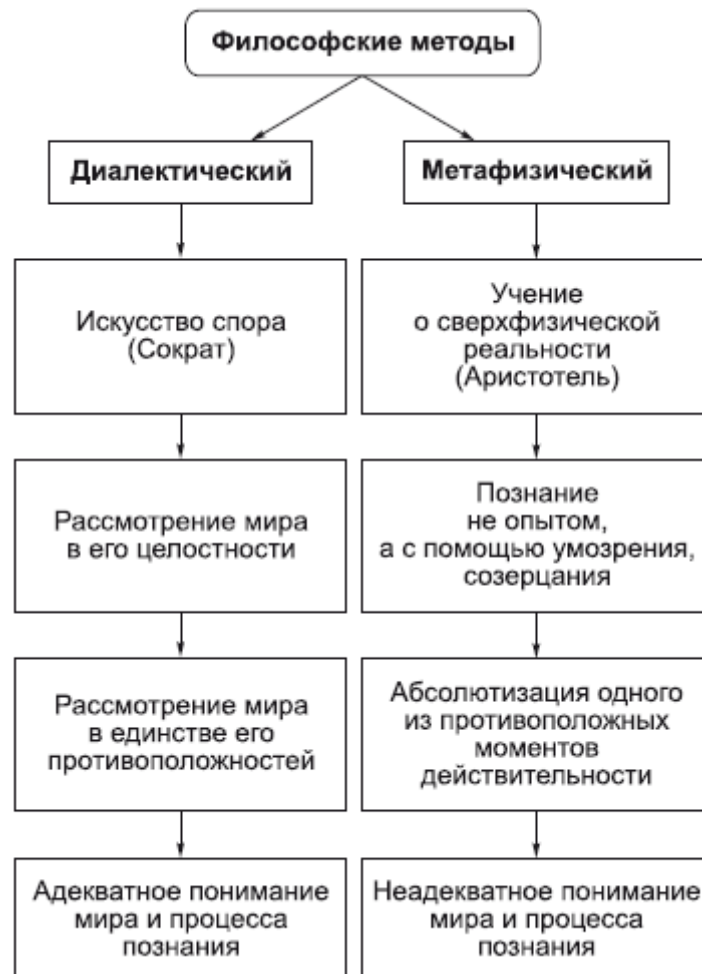 Философские методы
Диалектический
Метафизический
Искусство спора
(Сократ)
Учение
о сверхфизической
реальности
(Аристотель)
Рассмотрение мира
в его целостности
Познание
не опытом,
а с помощью умозрения,
созерцания
Рассмотрение мира
в единстве его
противоположностей
Абсолютизация одного
из противоположных
моментов
действительности
Адекватное понимание
мира и процесса
познания
Неадекватное понимание
мира и процесса
познания